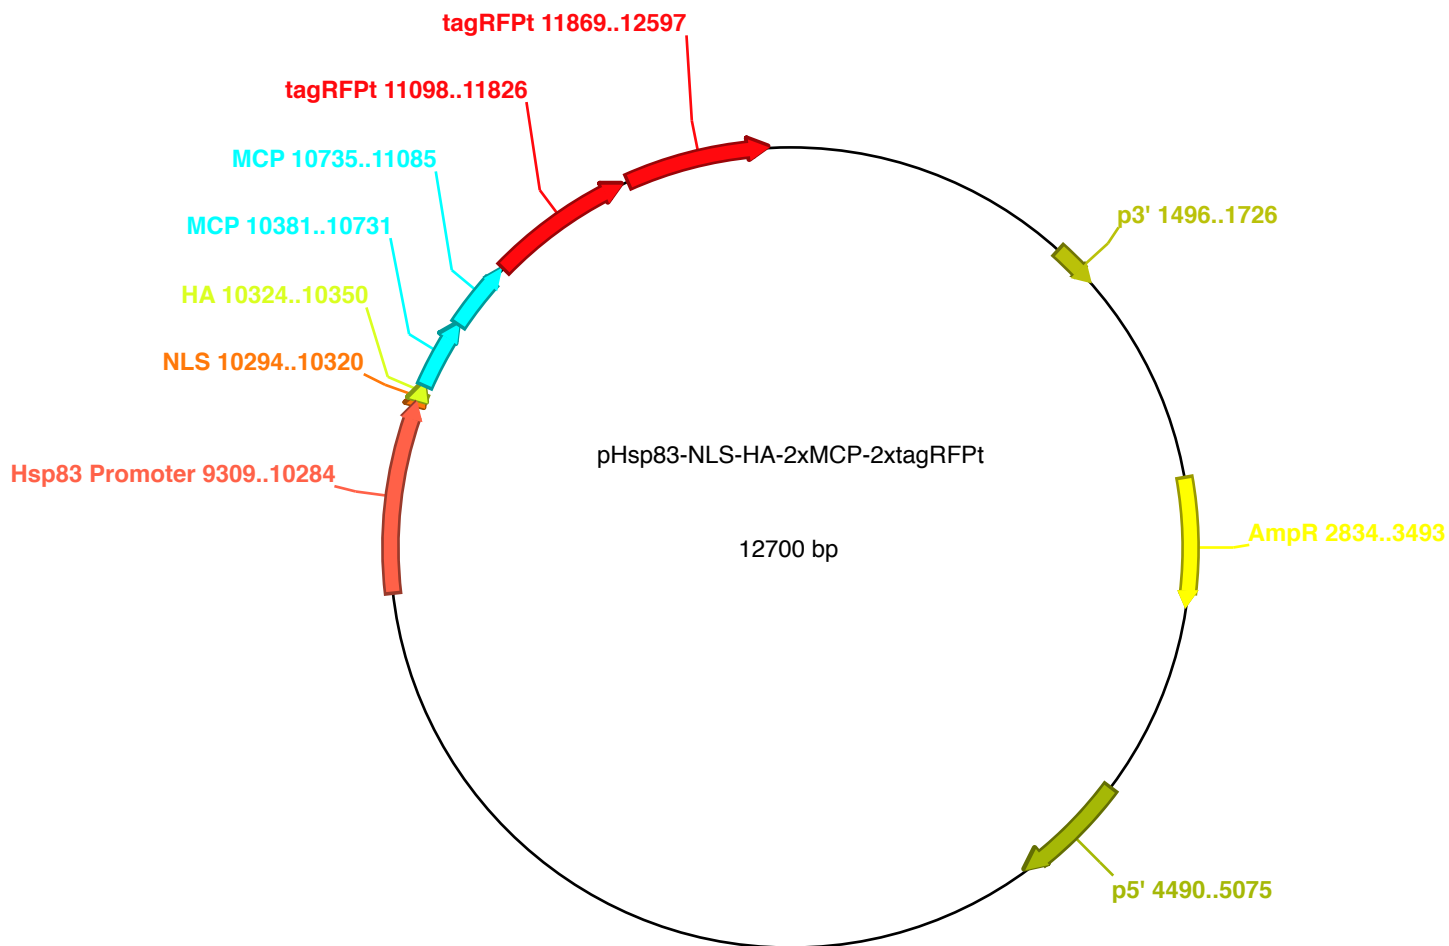 tagRFPt 11869..12597
tagRFPt 11098..11826
MCP 10735..11085
MCP 10381..10731
HA 10324..10350
NLS 10294..10320
Hsp83 Promoter 9309..10284
p3' 1496..1726
pHsp83-NLS-HA-2xMCP-2xtagRFPt
12700 bp
AmpR 2834..3493
p5' 4490..5075